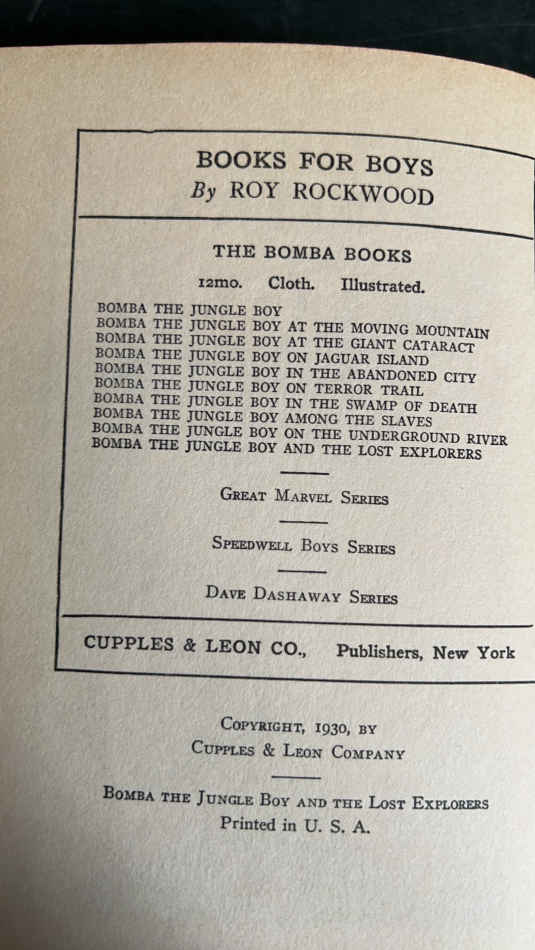 BOOKS FOR BOYS
By ROY ROCKWOOD
THE BOMBA BOOKS
12mo. Cloth. Illustrated.
BOMBA THE JUNGLE BOY
BOMBA THE JUNGLE BOY AT THE MOVING MOUNTAIN
BOMBA THE JUNGLE BOY AT THE GIANT CATARACT
BOMBA THE JUNGLE BOY ON JAGUAR ISLAND
BOMBA THE JUNGLE BOY IN THE ABANDONED CITY
BOMBA THE JUNGLE BOY ON TERROR TRAIL
BOMBA THE JUNGLE BOY IN THE SWAMP OF DEATH
BOMBA THE JUNGLE BOY AMONG THE SLAVES
BOMBA THE JUNGLE BOY ON THE UNDERGROUND RIVER
BOMBA THE JUNGLE BOY AND THE LOST EXPLORERS
GREAT MARVEL SERIES
SPEEDWELL BOYS SERIES
DAVE DASHAWAY SERIES
CUPPLES & LEON CO., Publishers, New York
COPYRIGHT, 1930, BY
CUPPLES & LEON COMPANY
BOMBA THE JUNGLE BOY AND THE LOST EXPLORERS
Printed in U. S. A.